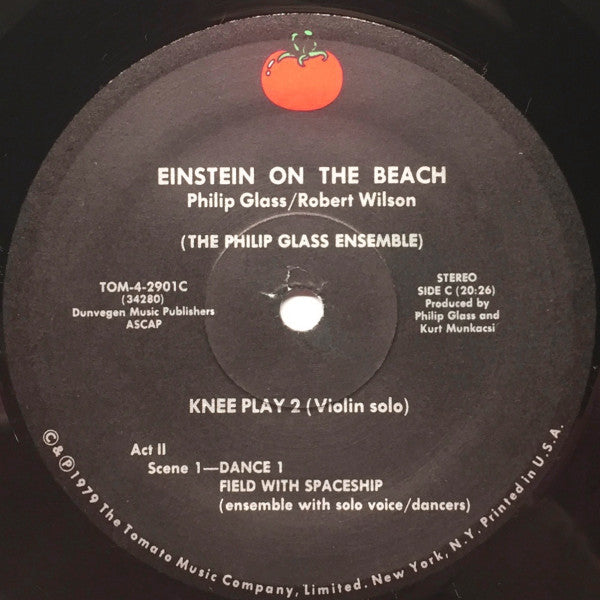 EINSTEIN ON THE BEACH
Philip Glass/Robert Wilson
(THE PHILIP GLASS ENSEMBLE)
TOM-4-2901C
(34280)
Dunvegen Music Publishers
ASCAP
STEREO
SIDE C (20:26)
Produced by
Philip Glass and
Kurt Munkacsi
KNEE PLAY 2 (Violin solo)
Act II
Scene 1—DANCE 1
FIELD WITH SPACESHIP
(ensemble with solo voice/dancers)
©&℗1979 The Tomato Music Company, Limited. New York, N.Y. Printed in U.S.A.